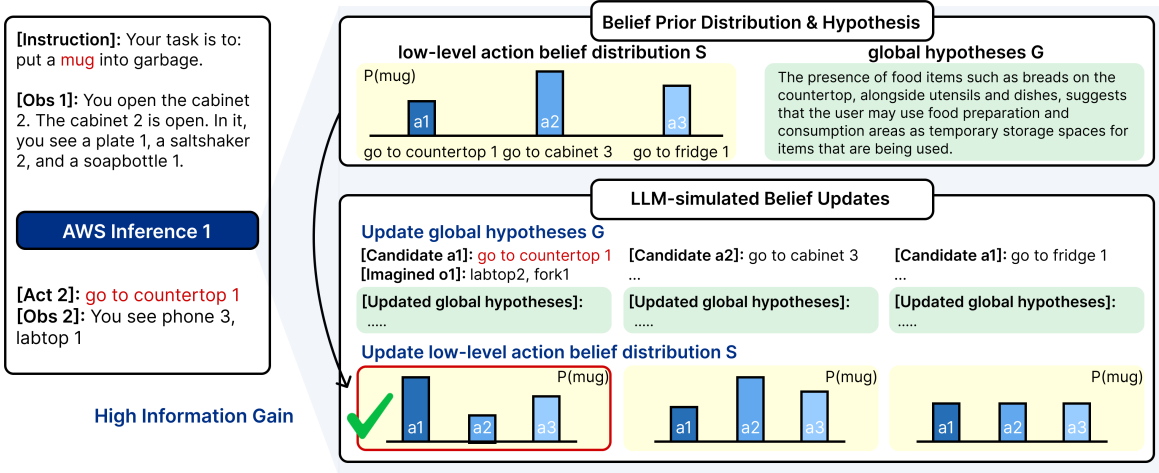 [Instruction]: Your task is to:
put a mug into garbage.
[Obs 1]: You open the cabinet
2. The cabinet 2 is open. In it,
you see a plate 1, a saltshaker
2, and a soapbottle 1.
AWS Inference 1
[Act 2]: go to countertop 1
[Obs 2]: You see phone 3,
labtop 1
High Information Gain
Belief Prior Distribution & Hypothesis
low-level action belief distribution S
P(mug)
a1
a2
a3
go to countertop 1 go to cabinet 3 go to fridge 1
global hypotheses G
The presence of food items such as breads on the
countertop, alongside utensils and dishes, suggests
that the user may use food preparation and
consumption areas as temporary storage spaces for
items that are being used.
LLM-simulated Belief Updates
Update global hypotheses G
[Candidate a1]: go to countertop 1
[Imagined o1]: labtop2, fork1
[Updated global hypotheses]:
.....
[Candidate a2]: go to cabinet 3
...
[Updated global hypotheses]:
.....
[Candidate a1]: go to fridge 1
...
[Updated global hypotheses]:
.....
Update low-level action belief distribution S
P(mug)
a1
a2
a3
P(mug)
a1
a2
a3
P(mug)
a1
a2
a3